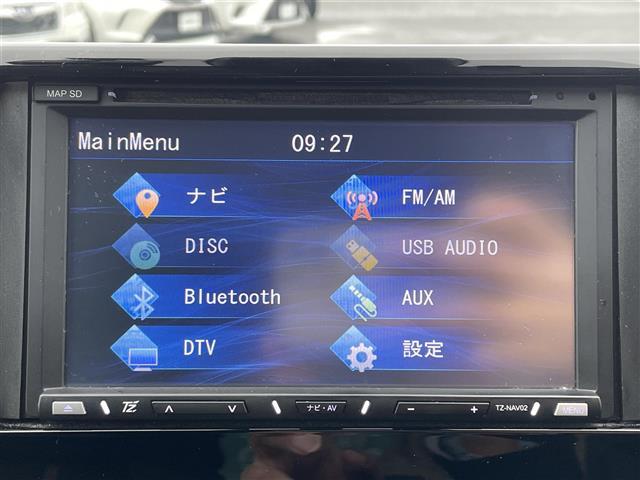 MAP SD
MainMenu 09:27
ナビ FM/AM
DISC USB AUDIO
Bluetooth AUX
DTV 設定
TZ ナビ・AV TZ-NAV02 MENU